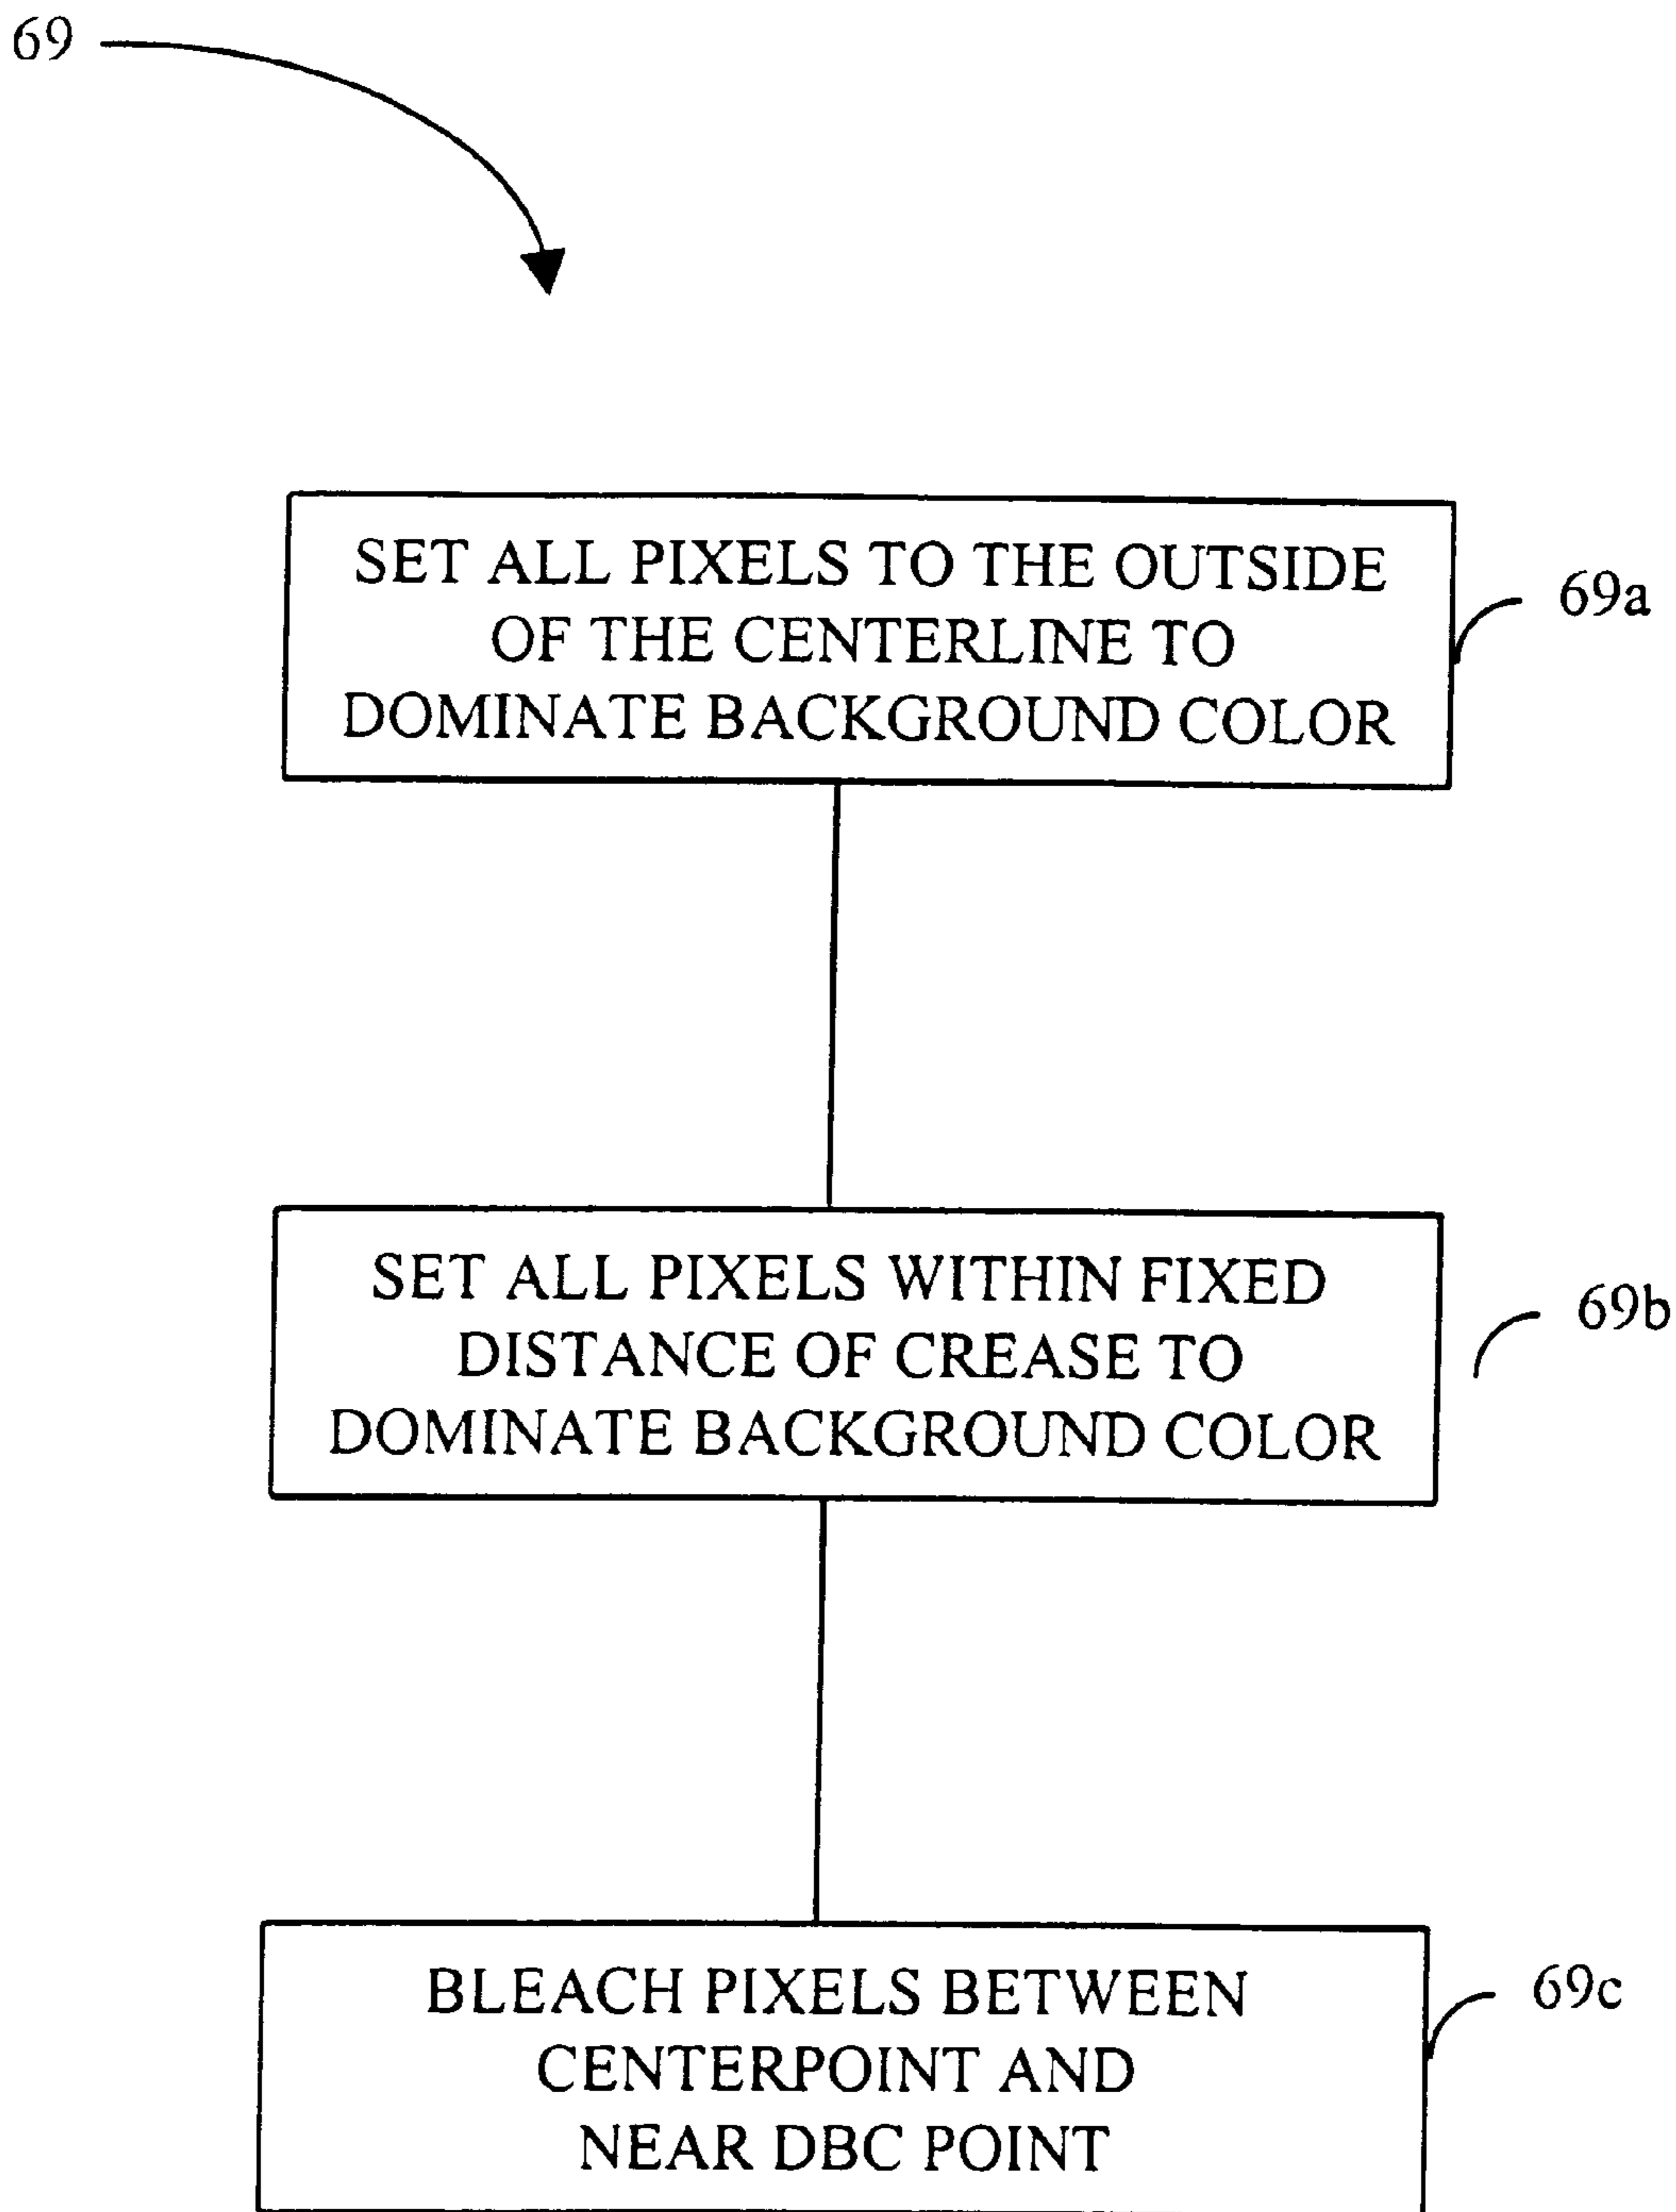 69
SET ALL PIXELS TO THE OUTSIDE
OF THE CENTERLINE TO
DOMINATE BACKGROUND COLOR
69a
SET ALL PIXELS WITHIN FIXED
DISTANCE OF CREASE TO
DOMINATE BACKGROUND COLOR
69b
BLEACH PIXELS BETWEEN
CENTERPOINT AND
NEAR DBC POINT
69c